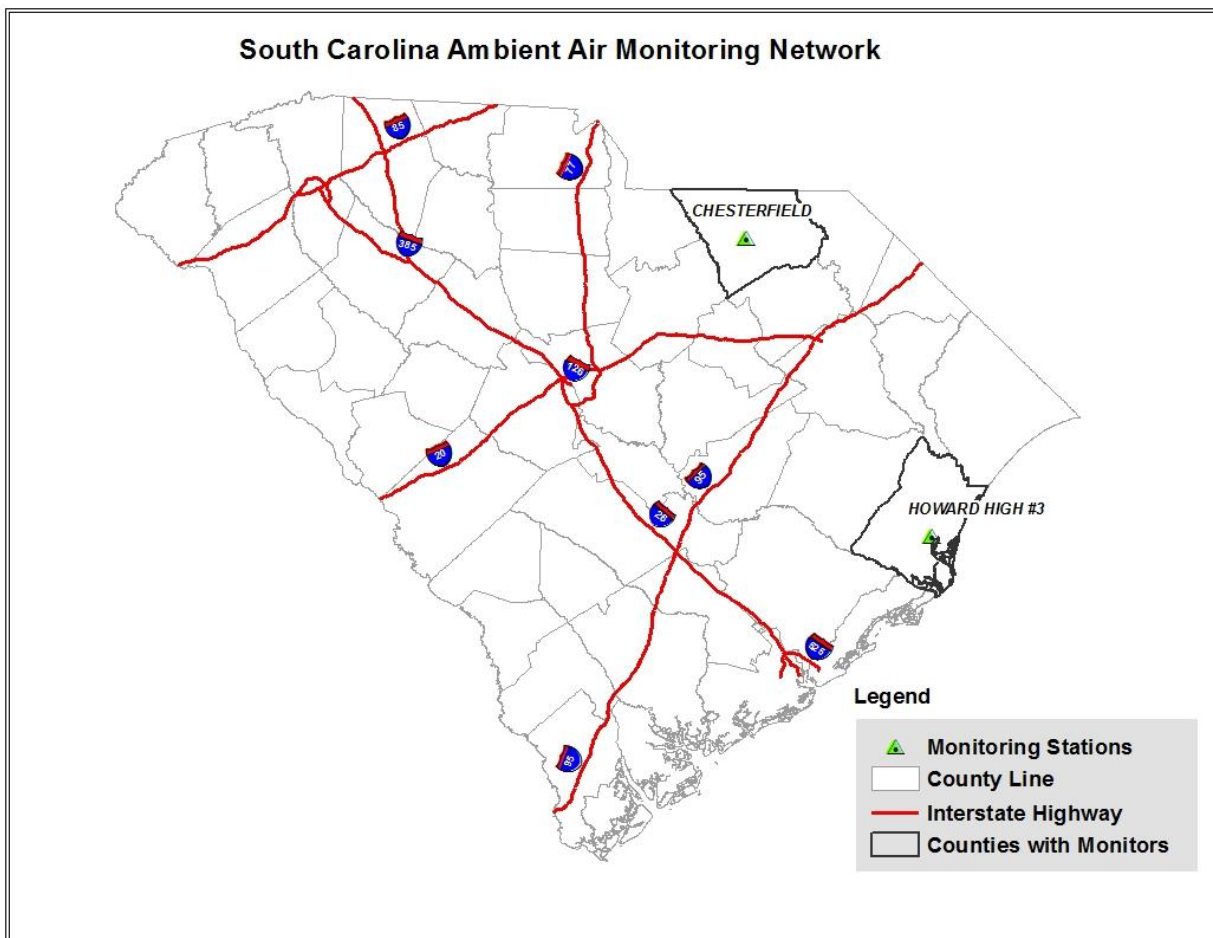 South Carolina Ambient Air Monitoring Network
85
77
CHESTERFIELD
385
126
20
95
26
HOWARD HIGH #3
526
95
Legend
Monitoring Stations
County Line
Interstate Highway
Counties with Monitors